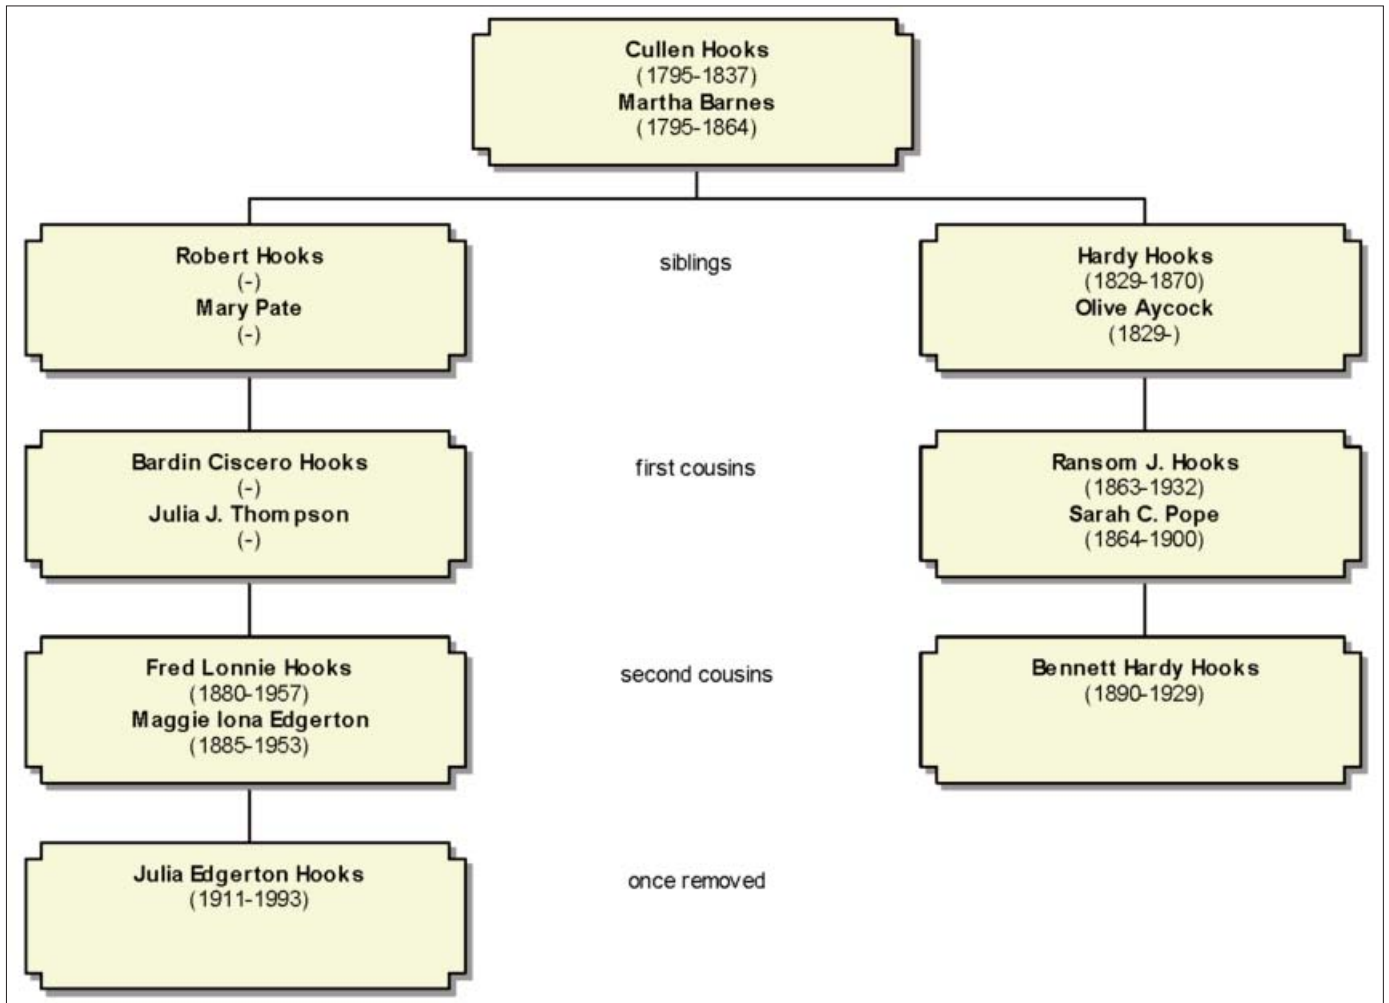 Cullen Hooks
(1795-1837)
Martha Barnes
(1795-1864)
Robert Hooks
(-)
Mary Pate
(-)
siblings
Hardy Hooks
(1829-1870)
Olive Aycock
(1829-)
Bardin Ciscero Hooks
(-)
Julia J. Thompson
(-)
first cousins
Ransom J. Hooks
(1863-1932)
Sarah C. Pope
(1864-1900)
Fred Lonnie Hooks
(1880-1957)
Maggie Iona Edgerton
(1885-1953)
second cousins
Bennett Hardy Hooks
(1890-1929)
Julia Edgerton Hooks
(1911-1993)
once removed